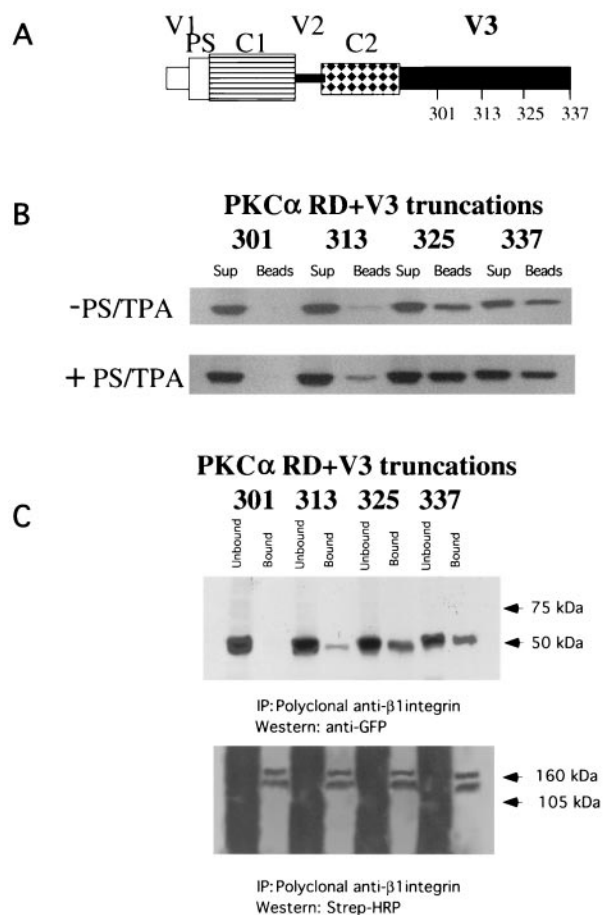 A
V1
PS
C1
V2
C2
V3
301 313 325 337
B
PKCα RD+V3 truncations
301 313 325 337
Sup Beads Sup Beads Sup Beads Sup Beads
-PS/TPA
+ PS/TPA
C
PKCα RD+V3 truncations
301 313 325 337
Unbound Bound Unbound Bound Unbound Bound Unbound Bound
75 kDa
50 kDa
IP:Polyclonal anti-β1integrin
Western: anti-GFP
160 kDa
105 kDa
IP:Polyclonal anti-β1integrin
Western: Strep-HRP